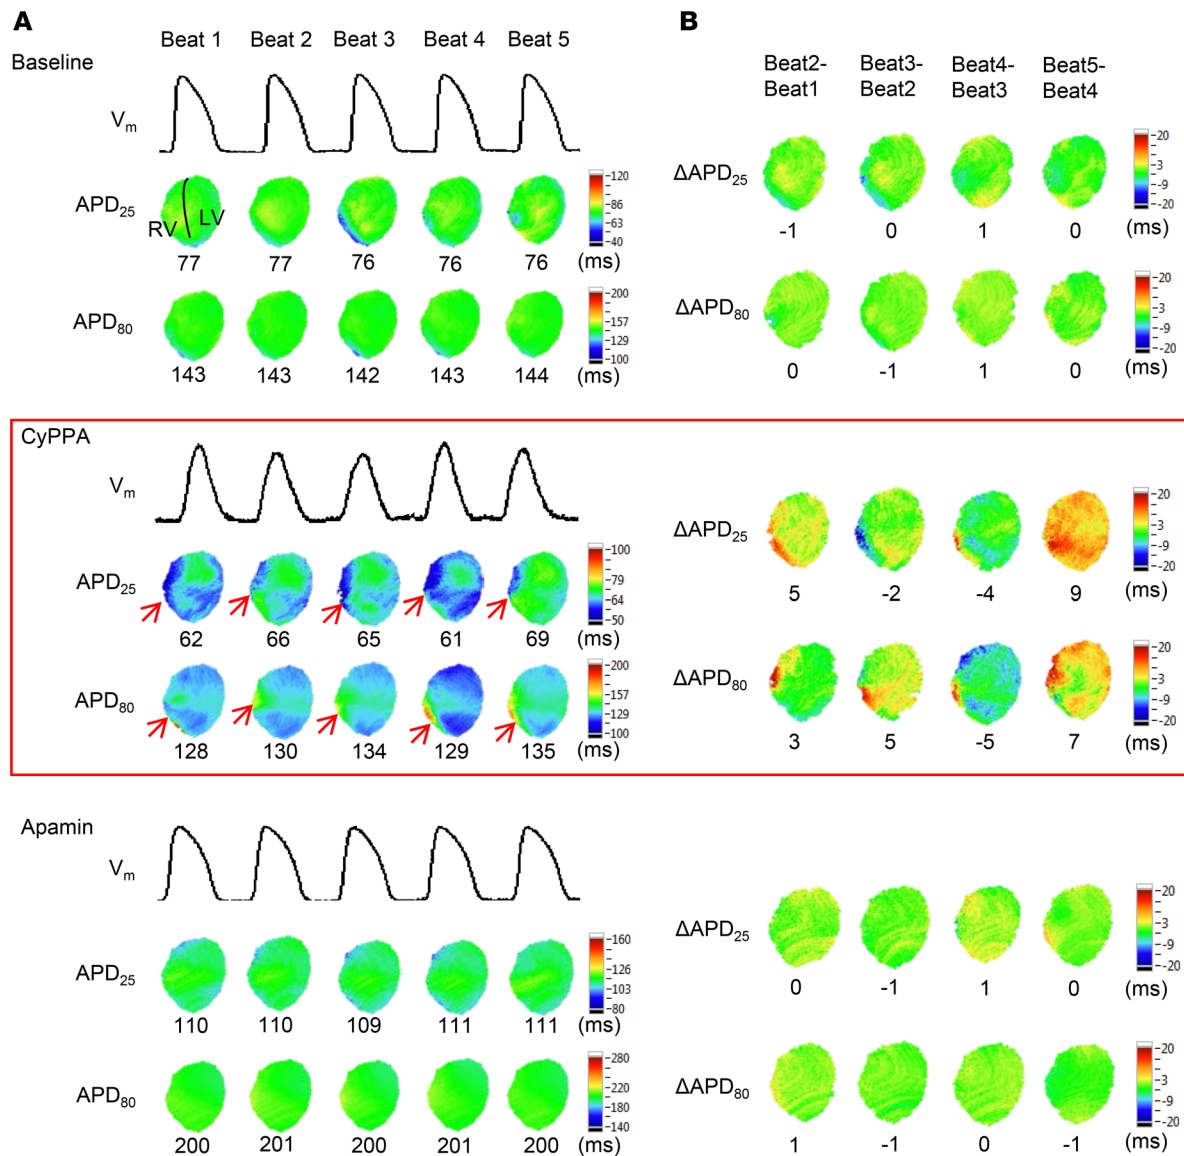 A
Beat 1 Beat 2 Beat 3 Beat 4 Beat 5
Baseline
Vm
APD25
RV LV
120
86
63
40
77 77 76 76 76 (ms)
APD80
200
157
129
100
143 143 142 143 144 (ms)
B
Beat2- Beat3- Beat4- Beat5-
Beat1 Beat2 Beat3 Beat4
ΔAPD25
20
3
-9
-20
-1 0 1 0 (ms)
ΔAPD80
20
3
-9
-20
0 -1 1 0 (ms)
CyPPA
Vm
APD25
100
79
64
50
62 66 65 61 69 (ms)
APD80
200
157
129
100
128 130 134 129 135 (ms)
ΔAPD25
20
3
-9
-20
5 -2 -4 9 (ms)
ΔAPD80
20
3
-9
-20
3 5 -5 7 (ms)
Apamin
Vm
APD25
160
126
103
80
110 110 109 111 111 (ms)
APD80
280
220
180
140
200 201 200 201 200 (ms)
ΔAPD25
20
3
-9
-20
0 -1 1 0 (ms)
ΔAPD80
20
3
-9
-20
1 -1 0 -1 (ms)